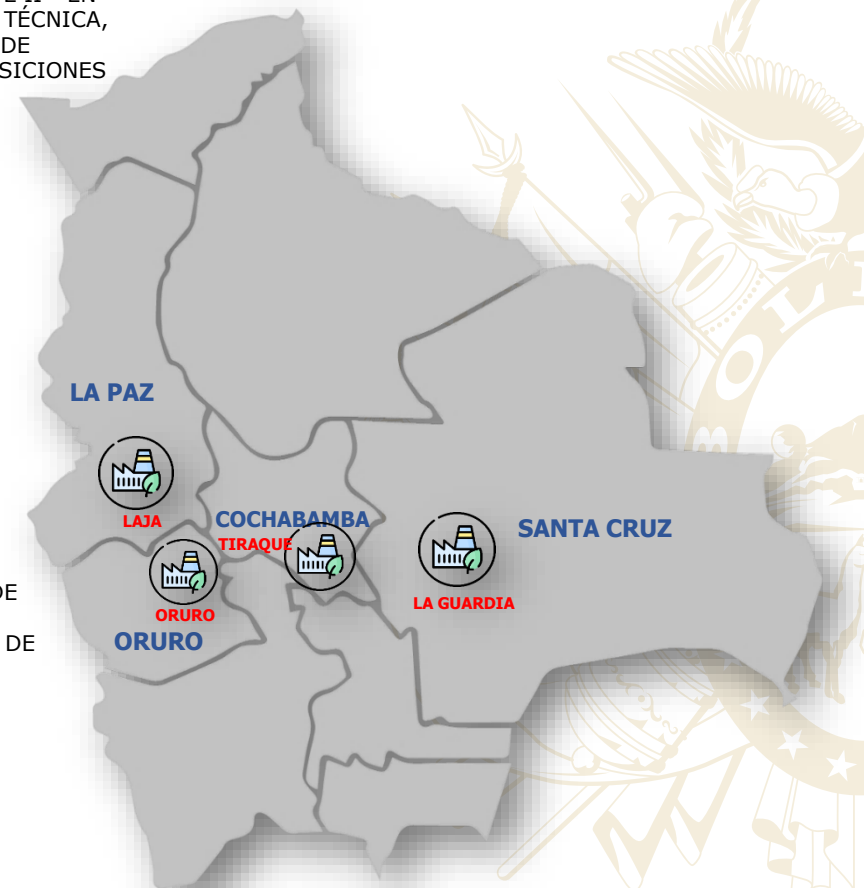 TÉCNICA,
DE
SICIONES
LA PAZ
LAJA
COCHABAMBA
TIRAQUE
SANTA CRUZ
LA GUARDIA
ORURO
ORURO
DE
DE